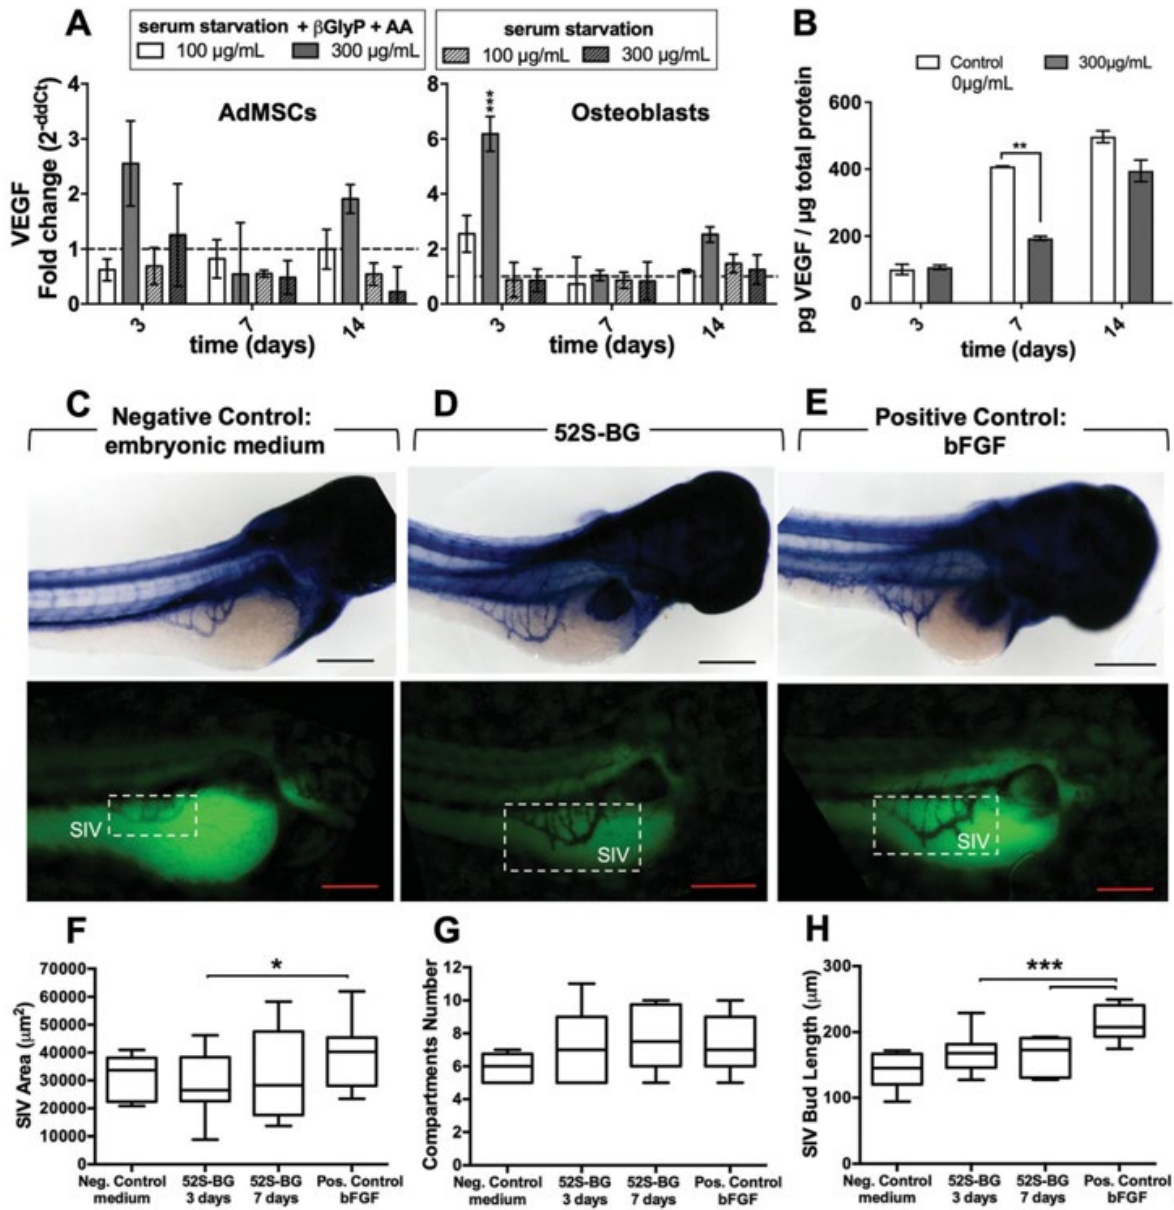 A
serum starvation + βGlyP + AA
100 µg/mL 300 µg/mL
serum starvation
100 µg/mL 300 µg/mL
VEGF
Fold change (2-ddCt)
4
3
2
1
0
AdMSCs
3 7 14
time (days)
8
6
4
2
0
Osteoblasts
***
3 7 14
time (days)
B
Control
0µg/mL
300µg/mL
pg VEGF / µg total protein
600
400
200
0
**
3 7 14
time (days)
C
Negative Control:
embryonic medium
D
52S-BG
E
Positive Control:
bFGF
SIV
SIV
SIV
F
SIV Area (µm²)
70000
60000
50000
40000
30000
20000
10000
0
*
Neg. Control
medium
52S-BG
3 days
52S-BG
7 days
Pos. Control
bFGF
G
Compartments Number
12
10
8
6
4
2
0
Neg. Control
medium
52S-BG
3 days
52S-BG
7 days
Pos. Control
bFGF
H
SIV Bud Length (µm)
300
200
100
0
***
Neg. Control
medium
52S-BG
3 days
52S-BG
7 days
Pos. Control
bFGF